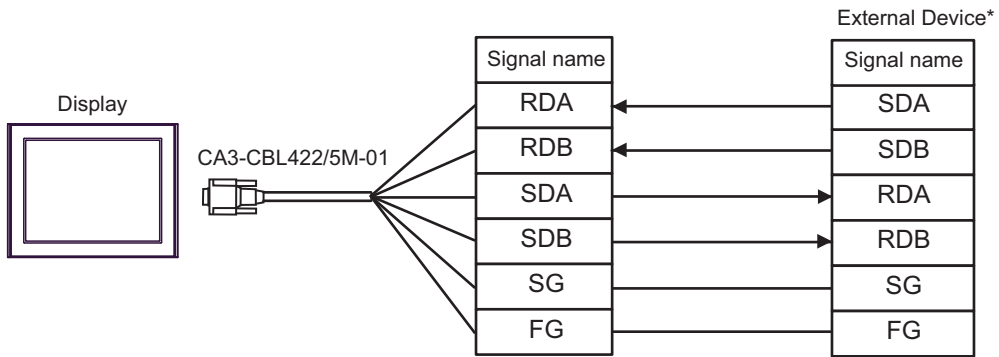 External Device*
Signal name Signal name
Display
RDA SDA
RDB SDB
CA3-CBL422/5M-01
SDA RDA
SDB RDB
SG SG
FG FG